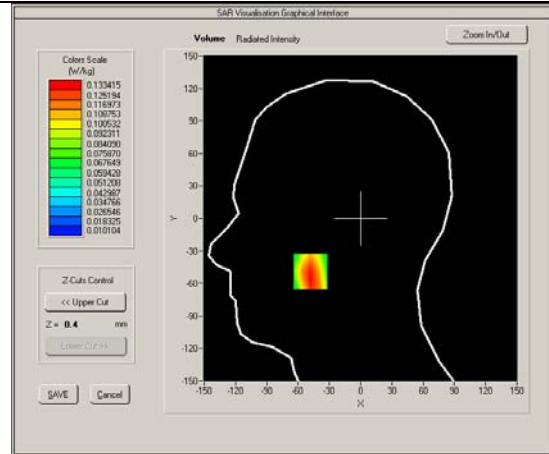 SAR Visualisation Graphical Interface
Volume Radiated Intensity
Zoom In/Out
Colors Scale
(W/kg)
0.133415
0.125194
0.116973
0.108753
0.100532
0.092311
0.084090
0.075870
0.067649
0.059428
0.051208
0.042987
0.034766
0.026546
0.018325
0.010104
Z-Cuts Control
<< Upper Cut
Z = 0.4 mm
Lower Cut >>
SAVE Cancel
150
120
90
60
30
0
-30
-60
-90
-120
-150
Y
-150 -120 -90 -60 -30 0 30 60 90 120 150
X